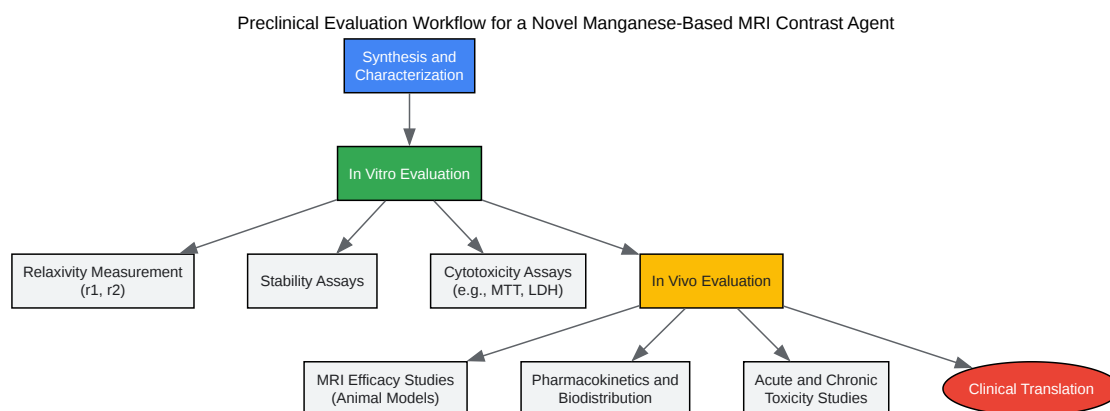 Preclinical Evaluation Workflow for a Novel Manganese-Based MRI Contrast Agent
Synthesis and
Characterization
In Vitro Evaluation
Relaxivity Measurement
(r1, r2)
Stability Assays
Cytotoxicity Assays
(e.g., MTT, LDH)
In Vivo Evaluation
MRI Efficacy Studies
(Animal Models)
Pharmacokinetics and
Biodistribution
Acute and Chronic
Toxicity Studies
Clinical Translation